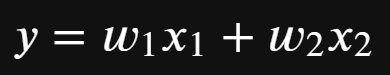 y = w₁x₁ + w₂x₂